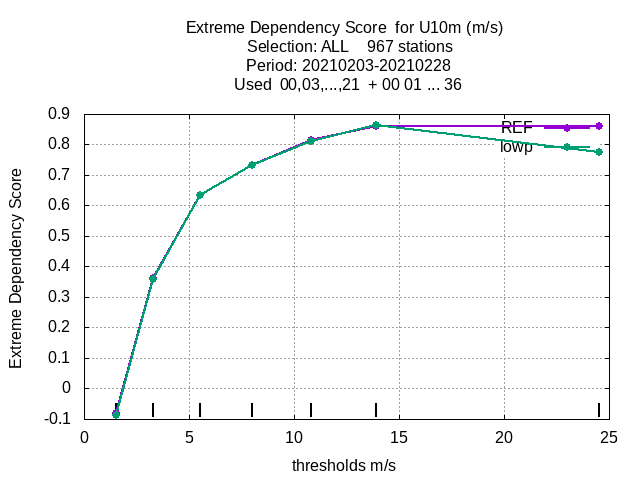 Extreme Dependency Score  for U10m (m/s)
Selection: ALL    967 stations
Period: 20210203-20210228
Used  00,03,...,21  + 00 01 ... 36
REF
lowp
Extreme Dependency Score
0.9
0.8
0.7
0.6
0.5
0.4
0.3
0.2
0.1
0
-0.1
0 5 10 15 20 25
thresholds m/s